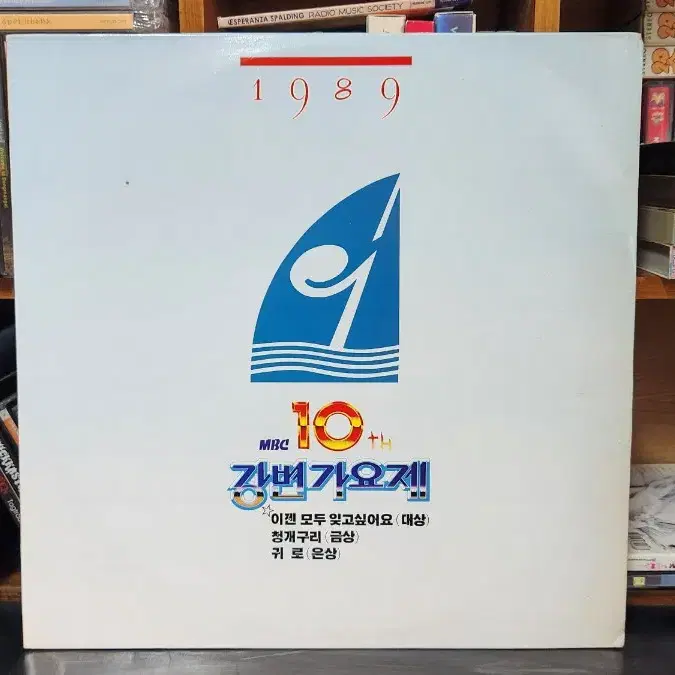 ESPERANZA SPALDING RADIO MUSIC SOCIETY
1989
MBC 10TH
강변가요제
☆이젠 모두 잊고싶어요(대상)
청개구리(금상)
귀로(은상)